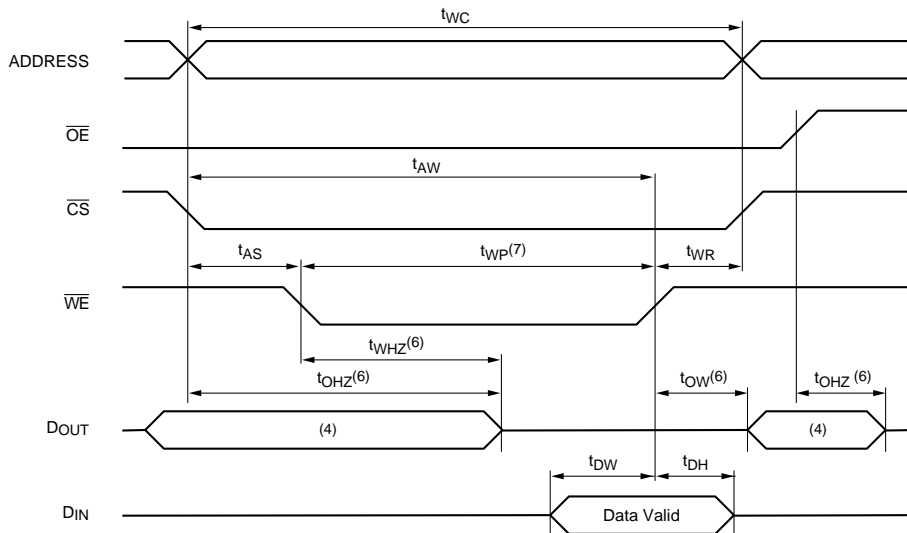 tWC
ADDRESS
OE
tAW
CS
tAS
tWP(7)
tWR
WE
tWHZ(6)
tOHZ(6)
tOW(6)
tOHZ (6)
DOUT
(4)
(4)
tDW
tDH
DIN
Data Valid